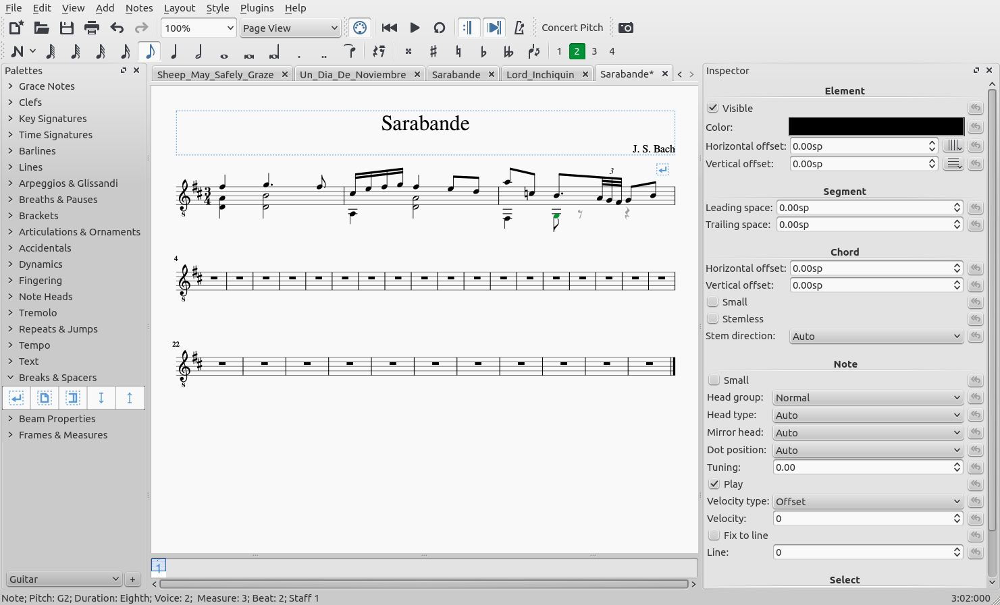 File Edit View Add Notes Layout Style Plugins Help
100% Page View Concert Pitch
1 2 3 4
Palettes
Grace Notes
Clefs
Key Signatures
Time Signatures
Barlines
Lines
Arpeggios & Glissandi
Breaths & Pauses
Brackets
Articulations & Ornaments
Accidentals
Dynamics
Fingering
Note Heads
Tremolo
Repeats & Jumps
Tempo
Text
Breaks & Spacers
Beam Properties
Frames & Measures
Guitar +
Sheep_May_Safely_Graze Un_Dia_De_Noviembre Sarabande Lord_Inchiquin Sarabande*
Sarabande
J. S. Bach
3
3
4
8
4
8
22
8
1
Inspector
Element
Visible
Color:
Horizontal offset: 0.00sp
Vertical offset: 0.00sp
Segment
Leading space: 0.00sp
Trailing space: 0.00sp
Chord
Horizontal offset: 0.00sp
Vertical offset: 0.00sp
Small
Stemless
Stem direction: Auto
Note
Small
Head group: Normal
Head type: Auto
Mirror head: Auto
Dot position: Auto
Tuning: 0.00
Play
Velocity type: Offset
Velocity: 0
Fix to line
Line: 0
Select
Note; Pitch: G2; Duration: Eighth; Voice: 2; Measure: 3; Beat: 2; Staff 1 3:02:000